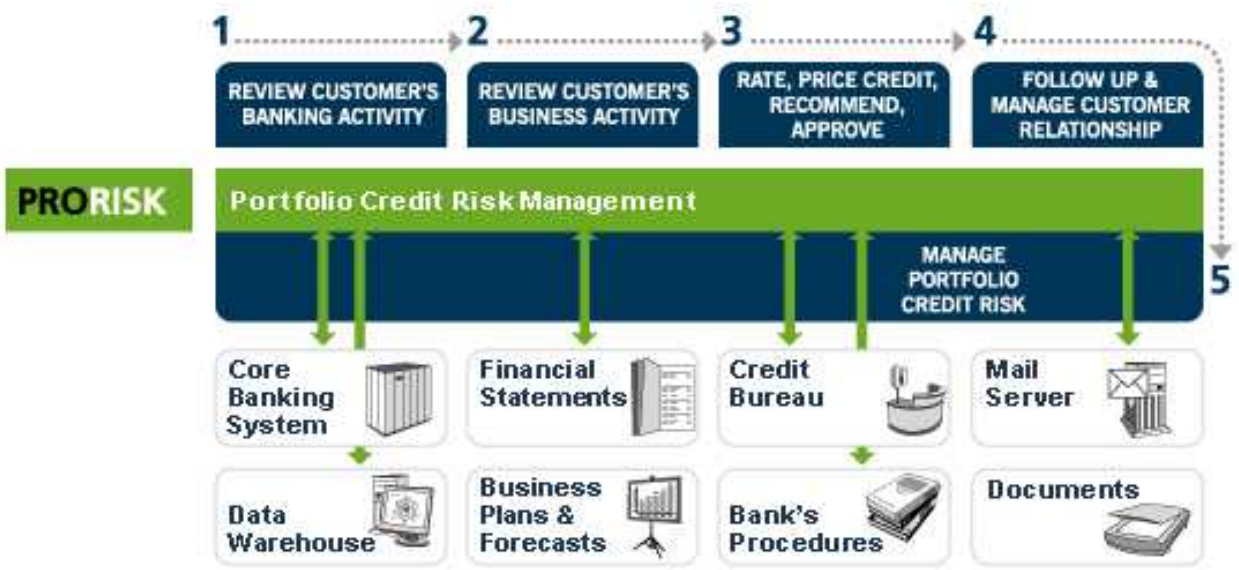 1
2
3
4
REVIEW CUSTOMER'S
BANKING ACTIVITY
REVIEW CUSTOMER'S
BUSINESS ACTIVITY
RATE, PRICE CREDIT,
RECOMMEND,
APPROVE
FOLLOW UP &
MANAGE CUSTOMER
RELATIONSHIP
PRORISK
Portfolio Credit Risk Management
MANAGE
PORTFOLIO
CREDIT RISK
5
Core
Banking
System
Financial
Statements
Credit
Bureau
Mail
Server
Data
Warehouse
Business
Plans &
Forecasts
Bank's
Procedures
Documents